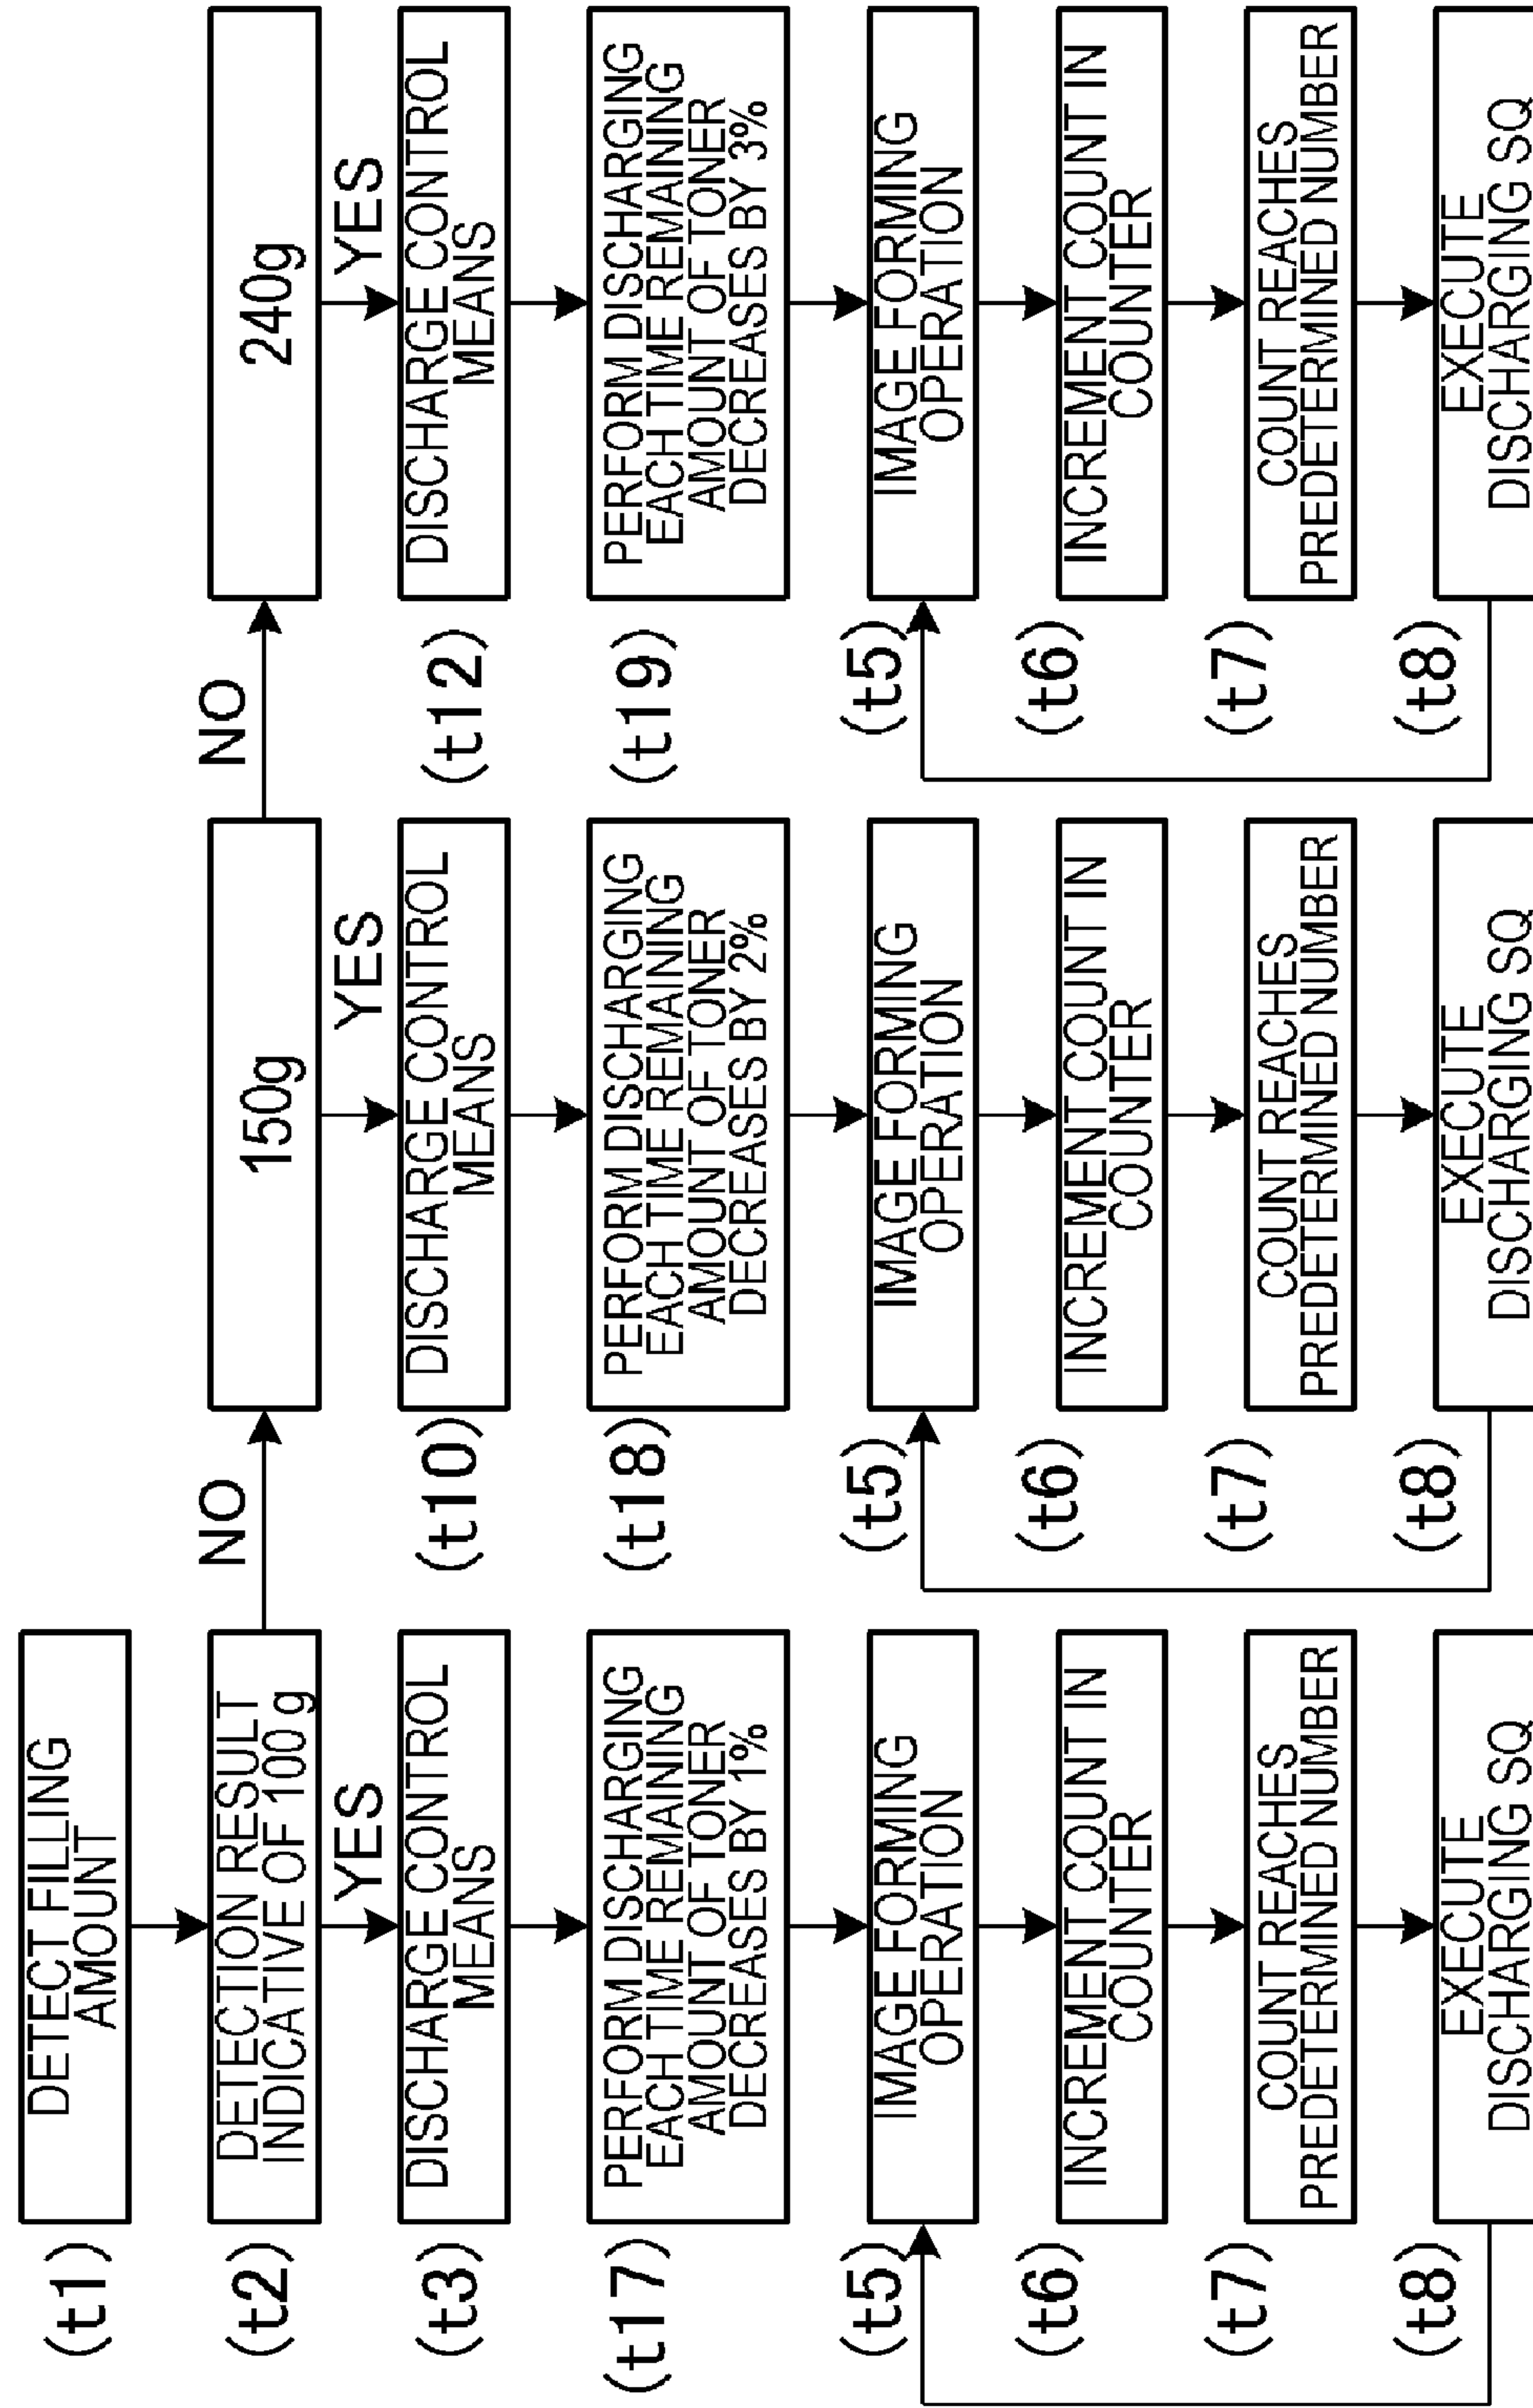 (t1)
DETECT FILLING
AMOUNT
(t2)
DETECTION RESULT
INDICATIVE OF 100 g
NO
YES
(t3)
DISCHARGE CONTROL
MEANS
(t17)
PERFORM DISCHARGING
EACH TIME REMAINING
AMOUNT OF TONER
DECREASES BY 1%
(t5)
IMAGE FORMING
OPERATION
(t6)
INCREMENT COUNT IN
COUNTER
(t7)
COUNT REACHES
PREDETERMINED NUMBER
(t8)
EXECUTE
DISCHARGING SQ
150g
NO
YES
(t10)
DISCHARGE CONTROL
MEANS
(t18)
PERFORM DISCHARGING
EACH TIME REMAINING
AMOUNT OF TONER
DECREASES BY 2%
(t5)
IMAGE FORMING
OPERATION
(t6)
INCREMENT COUNT IN
COUNTER
(t7)
COUNT REACHES
PREDETERMINED NUMBER
(t8)
EXECUTE
DISCHARGING SQ
240g
YES
(t12)
DISCHARGE CONTROL
MEANS
(t19)
PERFORM DISCHARGING
EACH TIME REMAINING
AMOUNT OF TONER
DECREASES BY 3%
(t5)
IMAGE FORMING
OPERATION
(t6)
INCREMENT COUNT IN
COUNTER
(t7)
COUNT REACHES
PREDETERMINED NUMBER
(t8)
EXECUTE
DISCHARGING SQ